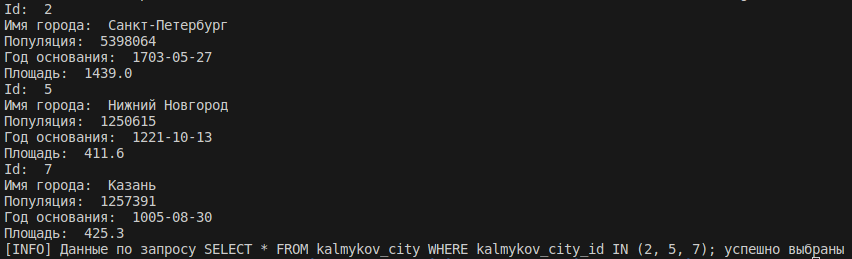 Id:  2
Имя города:  Санкт-Петербург
Популяция:  5398064
Год основания:  1703-05-27
Площадь:  1439.0
Id:  5
Имя города:  Нижний Новгород
Популяция:  1250615
Год основания:  1221-10-13
Площадь:  411.6
Id:  7
Имя города:  Казань
Популяция:  1257391
Год основания:  1005-08-30
Площадь:  425.3
[INFO] Данные по запросу SELECT * FROM kalmykov_city WHERE kalmykov_city_id IN (2, 5, 7); успешно выбраны